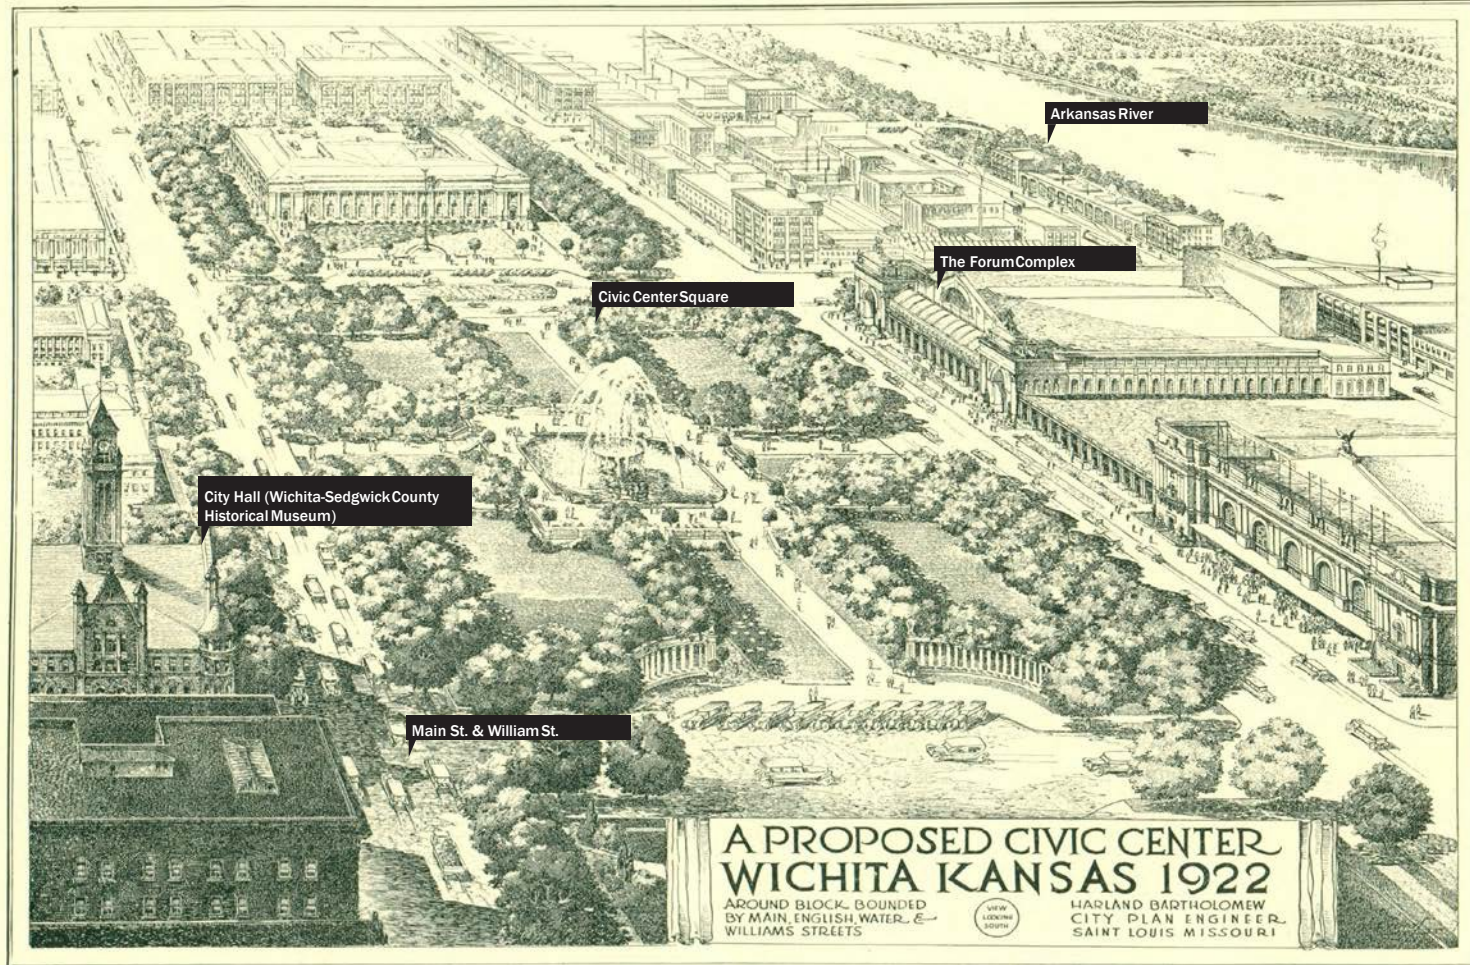 Arkansas River
The Forum Complex
Civic Center Square
City Hall (Wichita-Sedgwick County
Historical Museum)
Main St. & William St.
A PROPOSED CIVIC CENTER
WICHITA KANSAS 1922
AROUND BLOCK BOUNDED
BY MAIN, ENGLISH, WATER &
WILLIAMS STREETS
VIEW
LOOKING
SOUTH
HARLAND BARTHOLOMEW
CITY PLAN ENGINEER
SAINT LOUIS MISSOURI